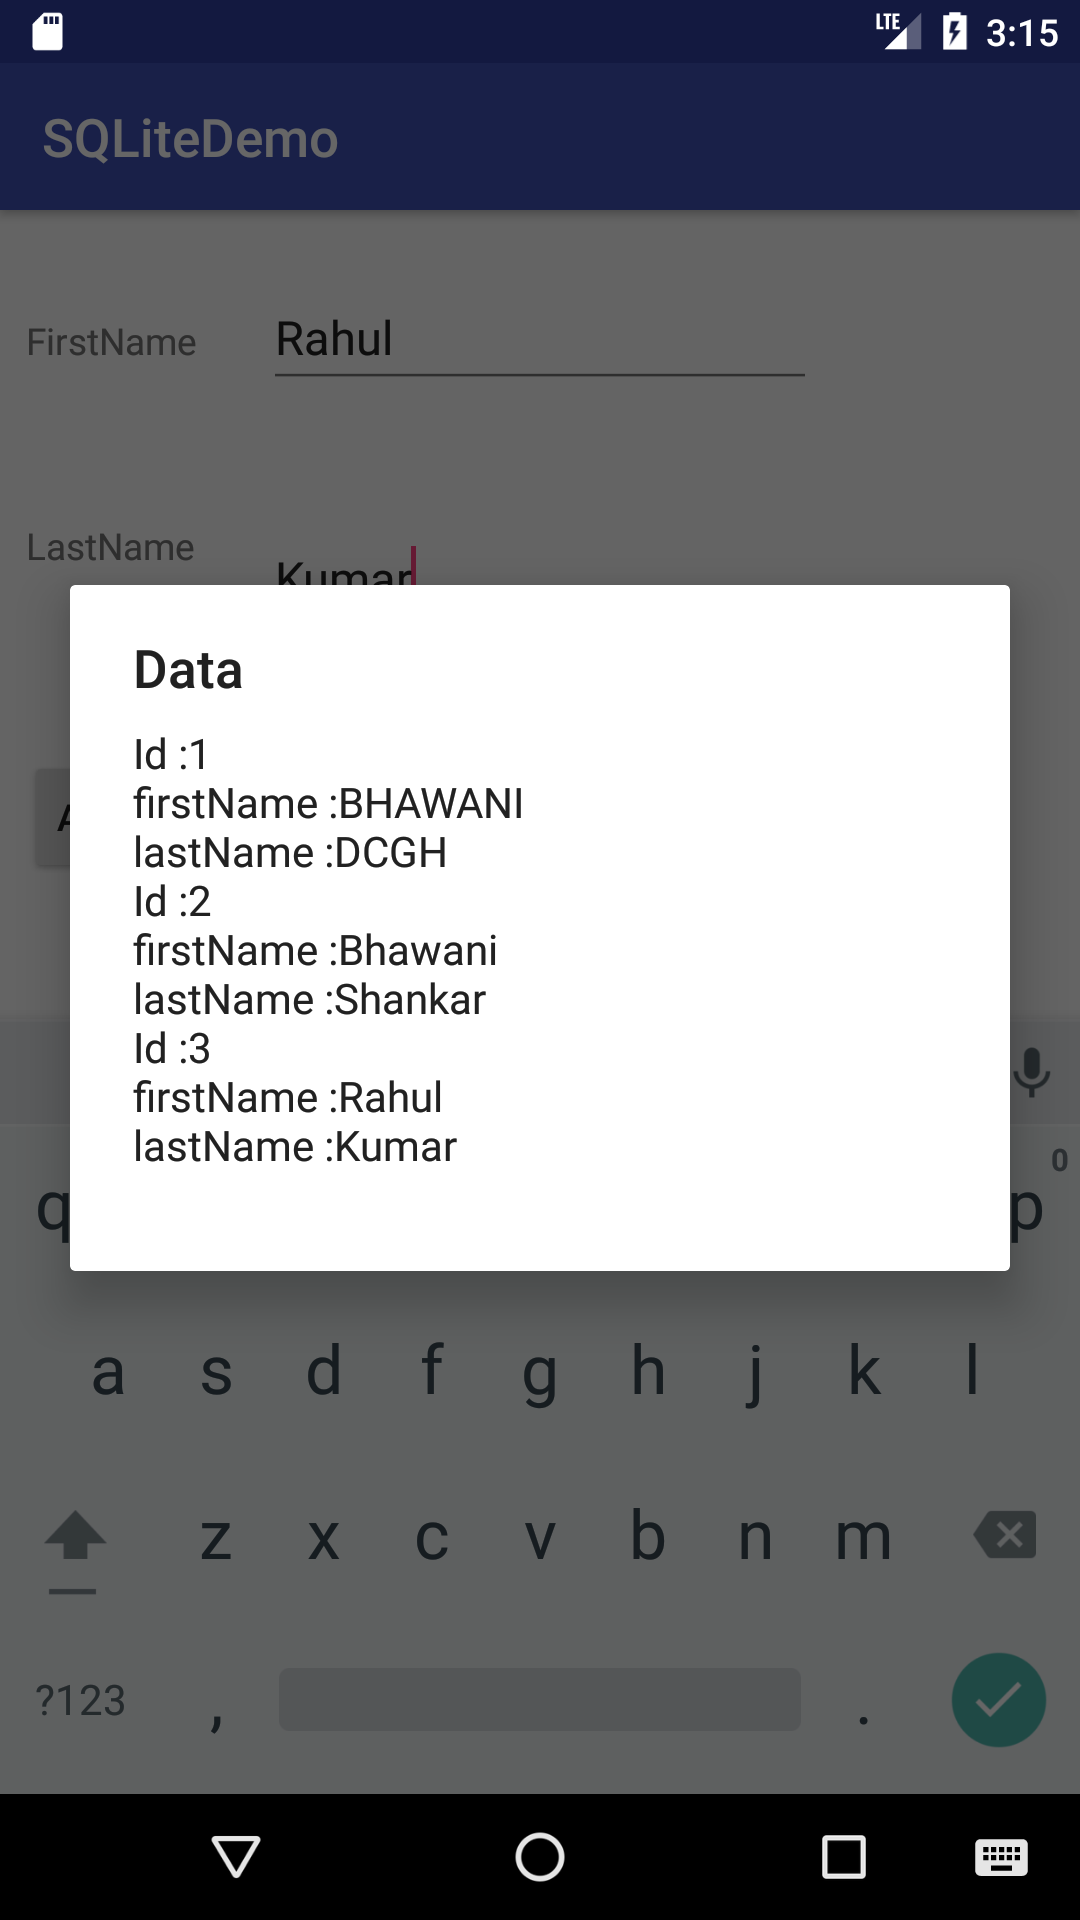 LTE 3:15
SQLiteDemo
FirstName Rahul
LastName
Kumar
A
Data
Id :1
firstName :BHAWANI
lastName :DCGH
Id :2
firstName :Bhawani
lastName :Shankar
Id :3
firstName :Rahul
lastName :Kumar
0
q p
a s d f g h j k l
z x c v b n m
?123 , .